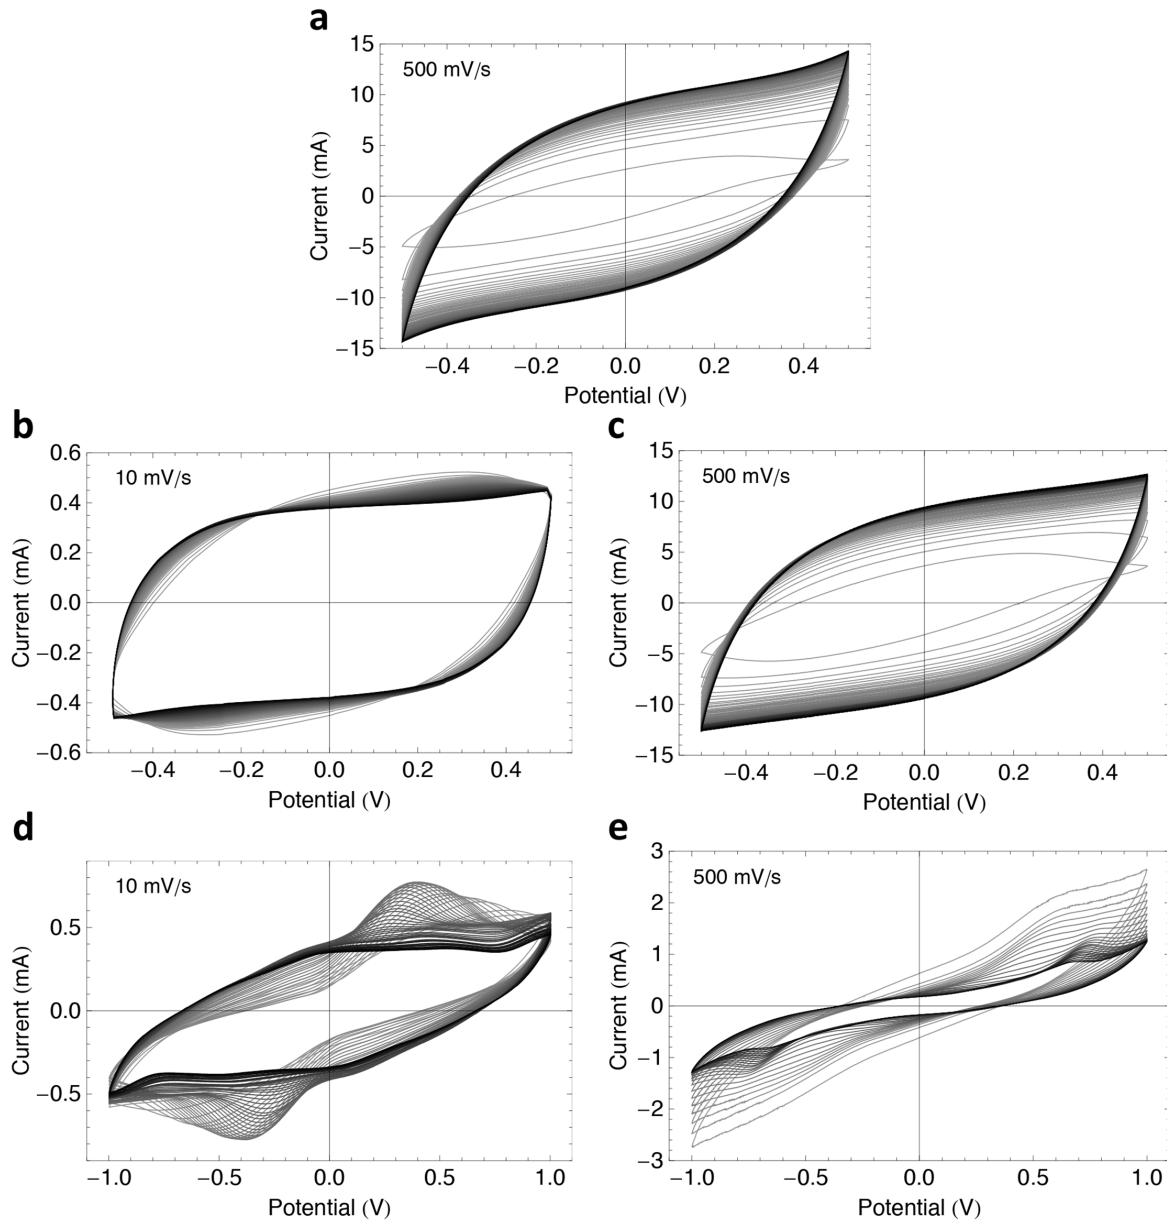 a
500 mV/s
15
10
5
0
−5
−10
−15
−0.4 −0.2 0.0 0.2 0.4
Current (mA)
Potential (V)
b
10 mV/s
0.6
0.4
0.2
0.0
−0.2
−0.4
−0.6
−0.4 −0.2 0.0 0.2 0.4
Current (mA)
Potential (V)
c
500 mV/s
15
10
5
0
−5
−10
−15
−0.4 −0.2 0.0 0.2 0.4
Current (mA)
Potential (V)
d
10 mV/s
0.5
0.0
−0.5
−1.0 −0.5 0.0 0.5 1.0
Current (mA)
Potential (V)
e
500 mV/s
3
2
1
0
−1
−2
−3
−1.0 −0.5 0.0 0.5 1.0
Current (mA)
Potential (V)